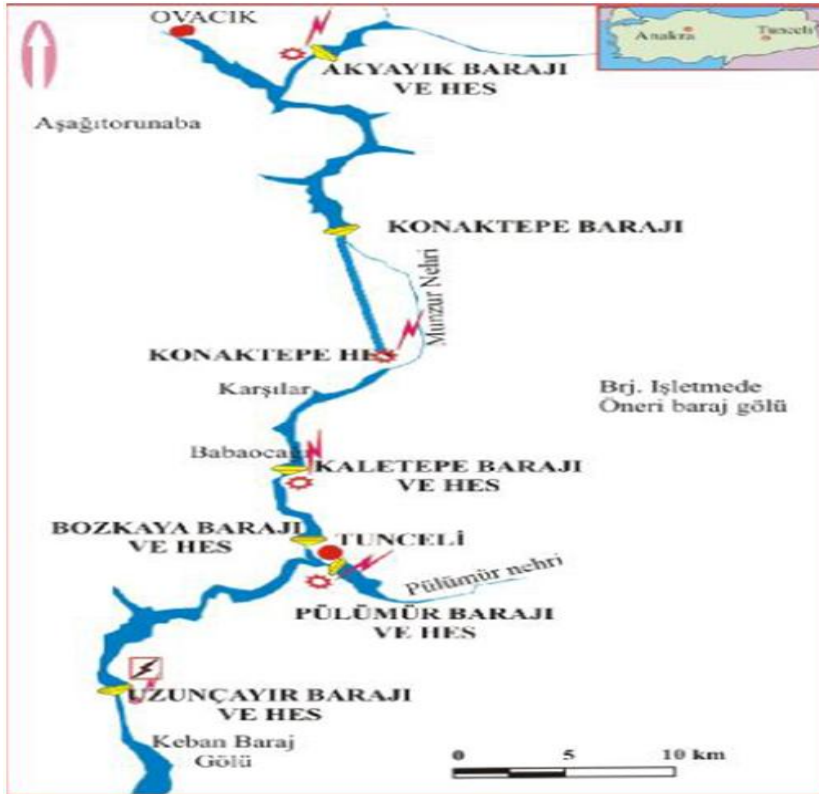 OVACIK
Anakra
Tunceli
AKYAYIK BARAJI
VE HES
Aşağıtorunaba
KONAKTEPE BARAJI
Munzur Nehri
KONAKTEPE HES
Karşılar
Brj. Işletmede
Öneri baraj gölü
Babaocağı
KALETEPE BARAJI
VE HES
BOZKAYA BARAJI
VE HES
TUNCELİ
Pülümür nehri
PÜLÜMÜR BARAJI
VE HES
UZUNÇAYIR BARAJI
VE HES
Keban Baraj
Gölü
0 5 10 km